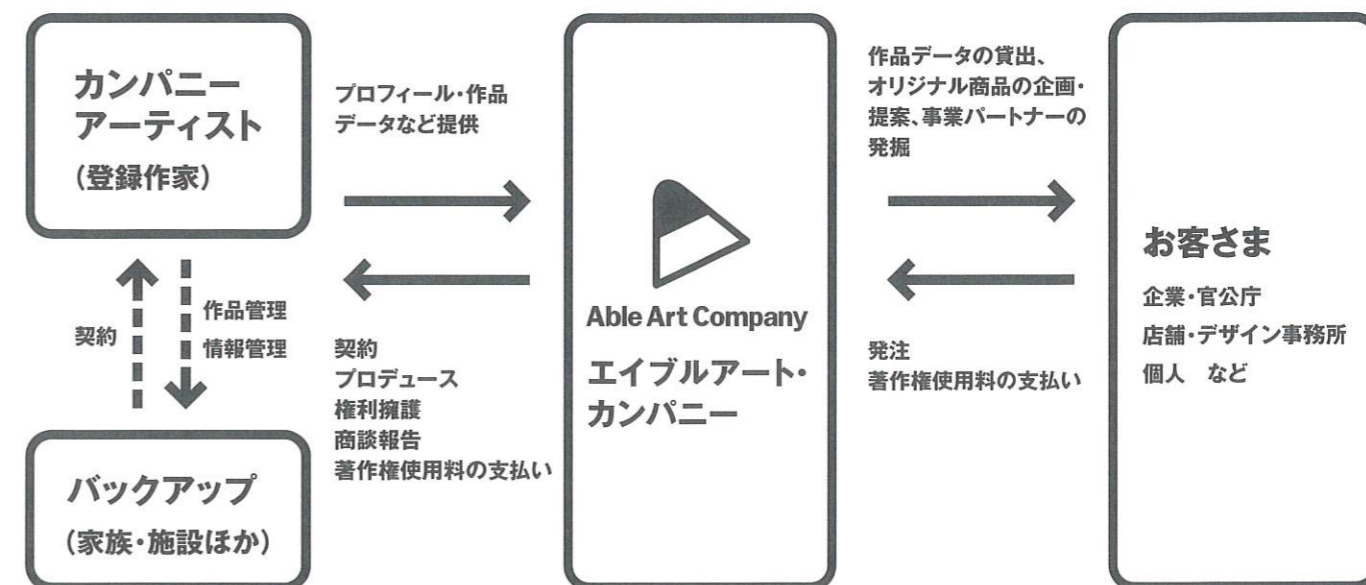 カンパニー
アーティスト
(登録作家)
プロフィール・作品
データなど提供
作品データの貸出、
オリジナル商品の企画・
提案、事業パートナーの
発掘
契約
作品管理
情報管理
契約
プロデュース
権利擁護
商談報告
著作権使用料の支払い
Able Art Company
エイブルアート・
カンパニー
発注
著作権使用料の支払い
お客さま
企業・官公庁
店舗・デザイン事務所
個人　など
バックアップ
(家族・施設ほか)